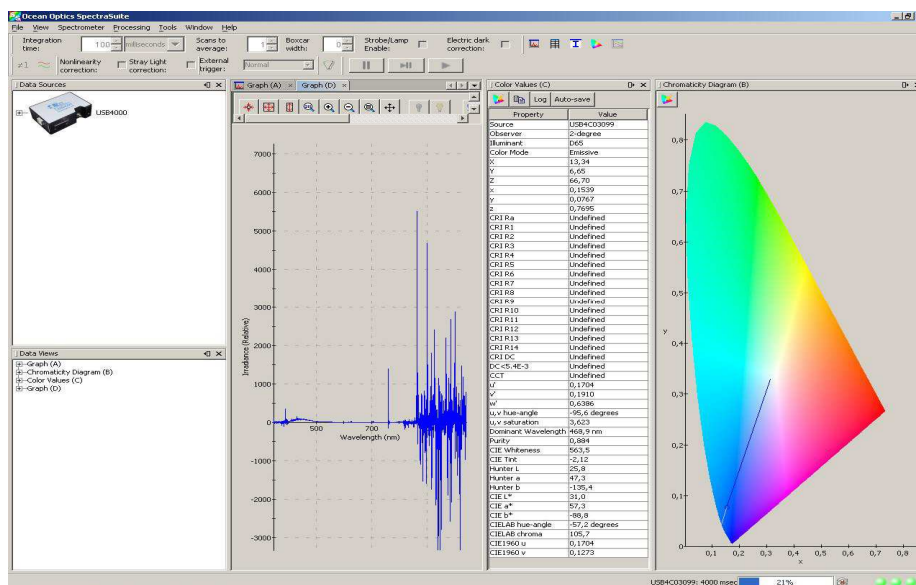 Ocean Optics SpectraSuite
File View Spectrometer Processing Tools Window Help
Integration time: 100 milliseconds Scans to average: 1 Boxcar width: 0 Strobe/Lamp Enable: Electric dark correction:
Nonlinearity correction: Stray Light correction: External trigger: Normal
Data Sources
USB4000
Data Views
Graph (A)
Chromaticity Diagram (B)
Color Values (C)
Graph (D)
Graph (A) Graph (D)
7000
6000
5000
4000
3000
2000
1000
0
-1000
-2000
-3000
Irradiance (Relative)
500 700
Wavelength (nm)
Color Values (C)
Log Auto-save
Property Value
Source USB4C03099
Observer 2-degree
Illuminant D65
Color Mode Emissive
X 13,34
Y 6,65
Z 66,70
x 0,1539
y 0,0767
z 0,7695
CRI Ra Undefined
CRI R1 Undefined
CRI R2 Undefined
CRI R3 Undefined
CRI R4 Undefined
CRI R5 Undefined
CRI R6 Undefined
CRI R7 Undefined
CRI R8 Undefined
CRI R9 Undefined
CRI R10 Undefined
CRI R11 Undefined
CRI R12 Undefined
CRI R13 Undefined
CRI R14 Undefined
CRI DC Undefined
DC<5.4E-3 Undefined
CCT Undefined
u' 0,1704
v' 0,1910
w' 0,6386
u,v hue-angle -95,6 degrees
u,v saturation 3,623
Dominant Wavelength 468,9 nm
Purity 0,884
CIE Whiteness 563,5
CIE Tint -2,12
Hunter L 25,8
Hunter a 47,3
Hunter b -135,4
CIE L* 31,0
CIE a* 57,3
CIE b* -88,8
CIELAB hue-angle -57,2 degrees
CIELAB chroma 105,7
CIE1960 u 0,1704
CIE1960 v 0,1273
Chromaticity Diagram (B)
0,8
0,7
0,6
0,5
y
0,4
0,3
0,2
0,1
0
0,1 0,2 0,3 0,4 0,5 0,6 0,7 0,8
x
USB4C03099: 4000 msec 21%